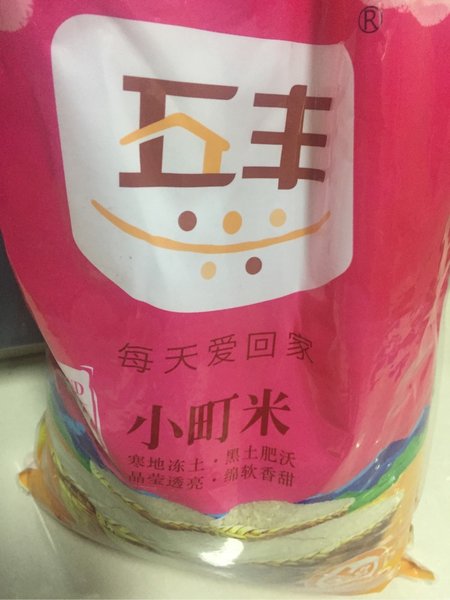 ®
五丰
每天爱回家
小町米
寒地冻土·黑土肥沃
晶莹透亮·绵软香甜